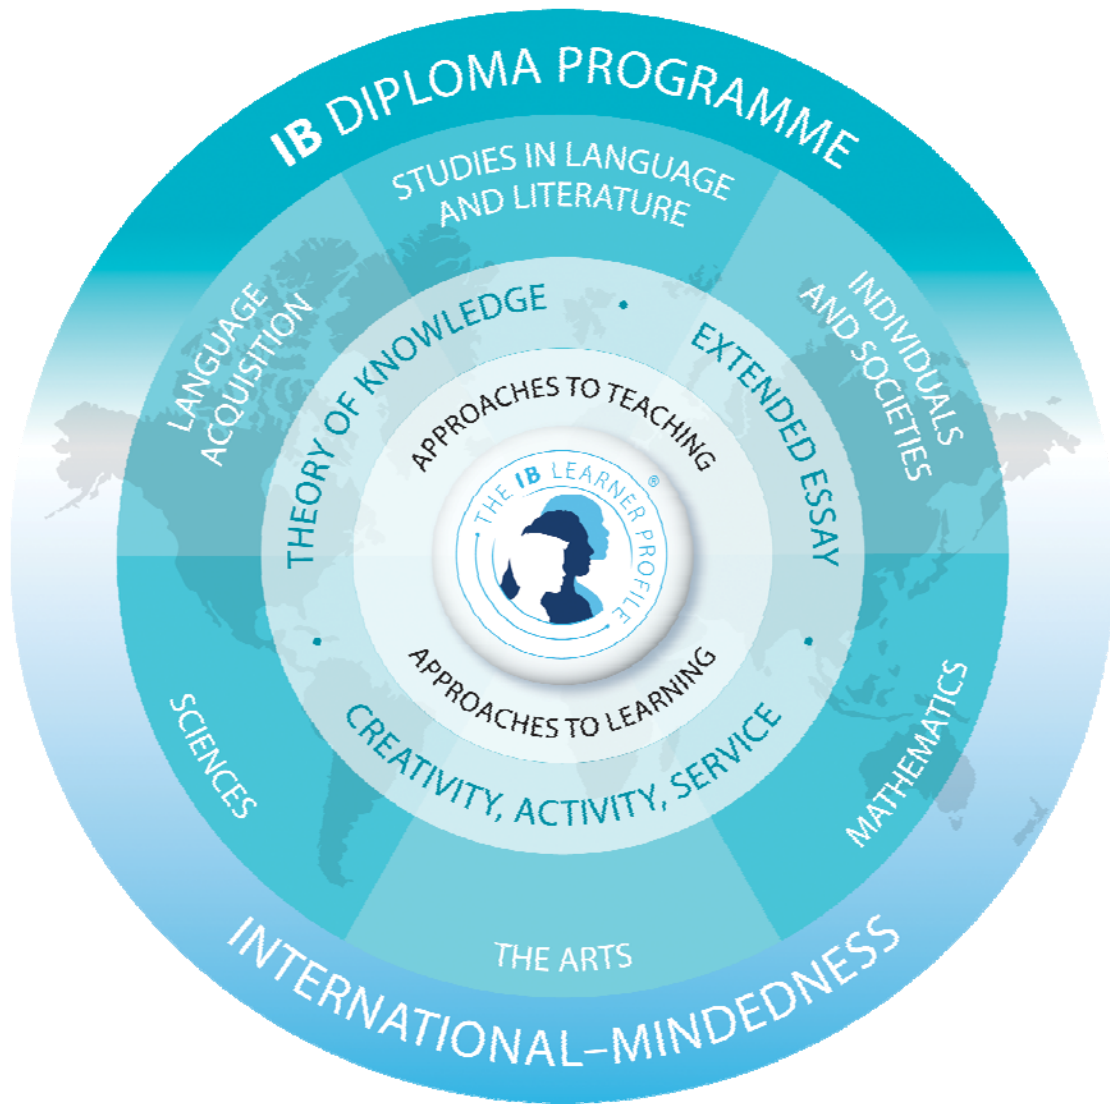 IB DIPLOMA PROGRAMME
STUDIES IN LANGUAGE
AND LITERATURE
LANGUAGE
ACQUISITION
INDIVIDUALS
AND SOCIETIES
THEORY OF KNOWLEDGE
EXTENDED ESSAY
APPROACHES TO TEACHING
THE IB LEARNER PROFILE ®
APPROACHES TO LEARNING
CREATIVITY, ACTIVITY, SERVICE
SCIENCES
MATHEMATICS
THE ARTS
INTERNATIONAL–MINDEDNESS